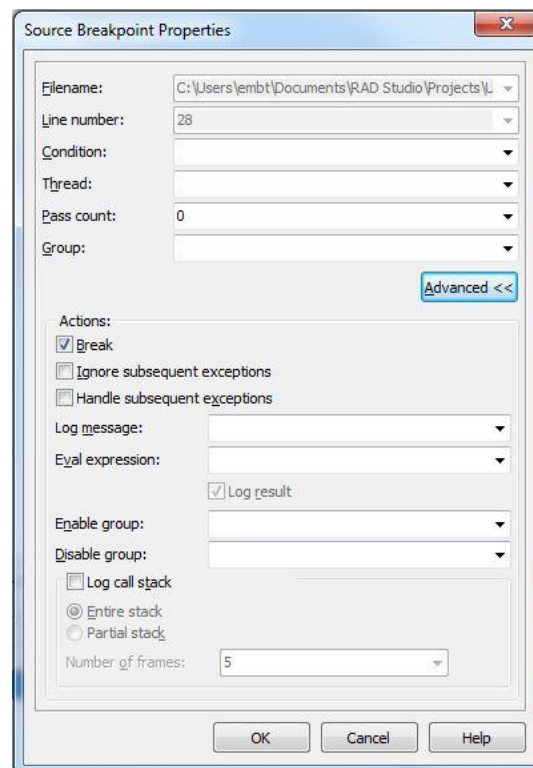 Source Breakpoint Properties
Filename: C:\Users\embt\Documents\RAD Studio\Projects\
Line number: 28
Condition:
Thread:
Pass count: 0
Group:
Advanced <<
Actions:
Break
Ignore subsequent exceptions
Handle subsequent exceptions
Log message:
Eval expression:
Log result
Enable group:
Disable group:
Log call stack
Entire stack
Partial stack
Number of frames: 5
OK Cancel Help